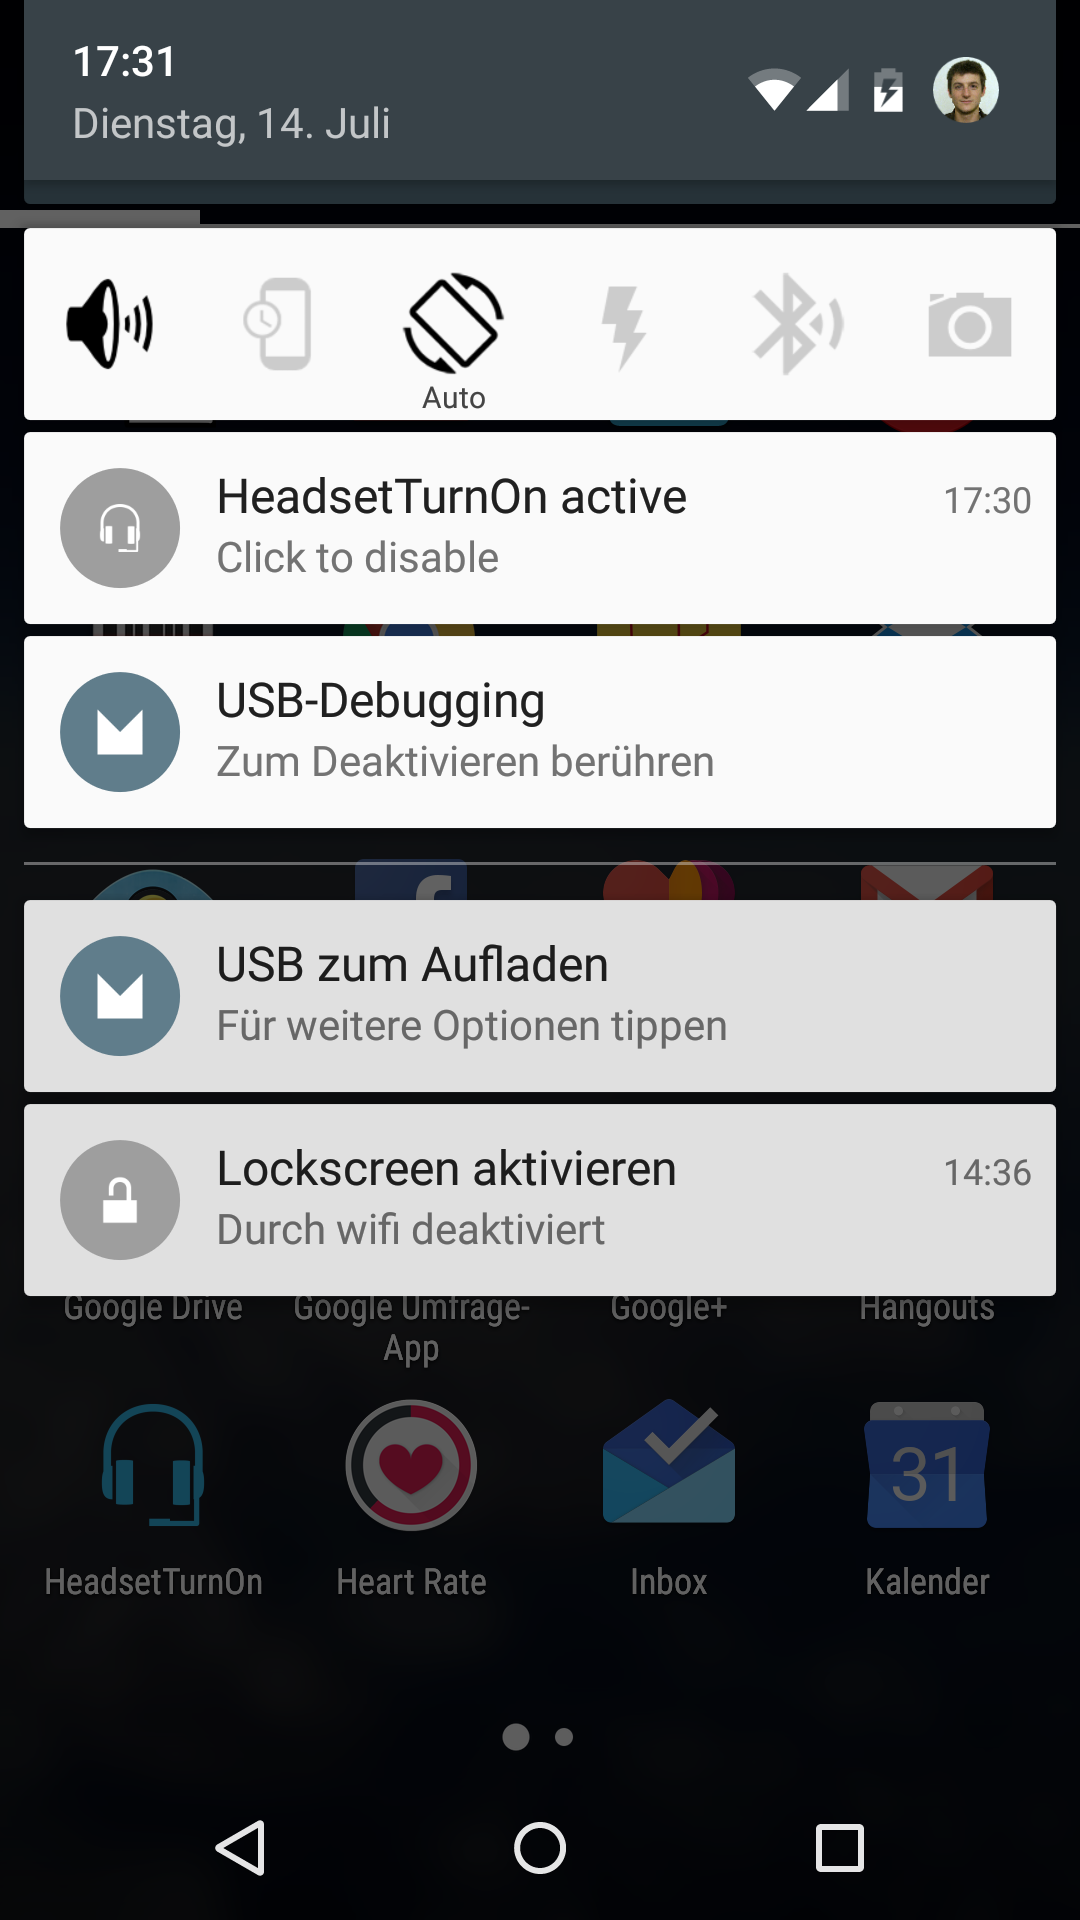 17:31
Dienstag, 14. Juli
Auto
HeadsetTurnOn active
17:30
Click to disable
USB-Debugging
Zum Deaktivieren berühren
USB zum Aufladen
Für weitere Optionen tippen
Lockscreen aktivieren
14:36
Durch wifi deaktiviert
Google Drive
Google Umfrage-
App
Google+
Hangouts
31
HeadsetTurnOn
Heart Rate
Inbox
Kalender